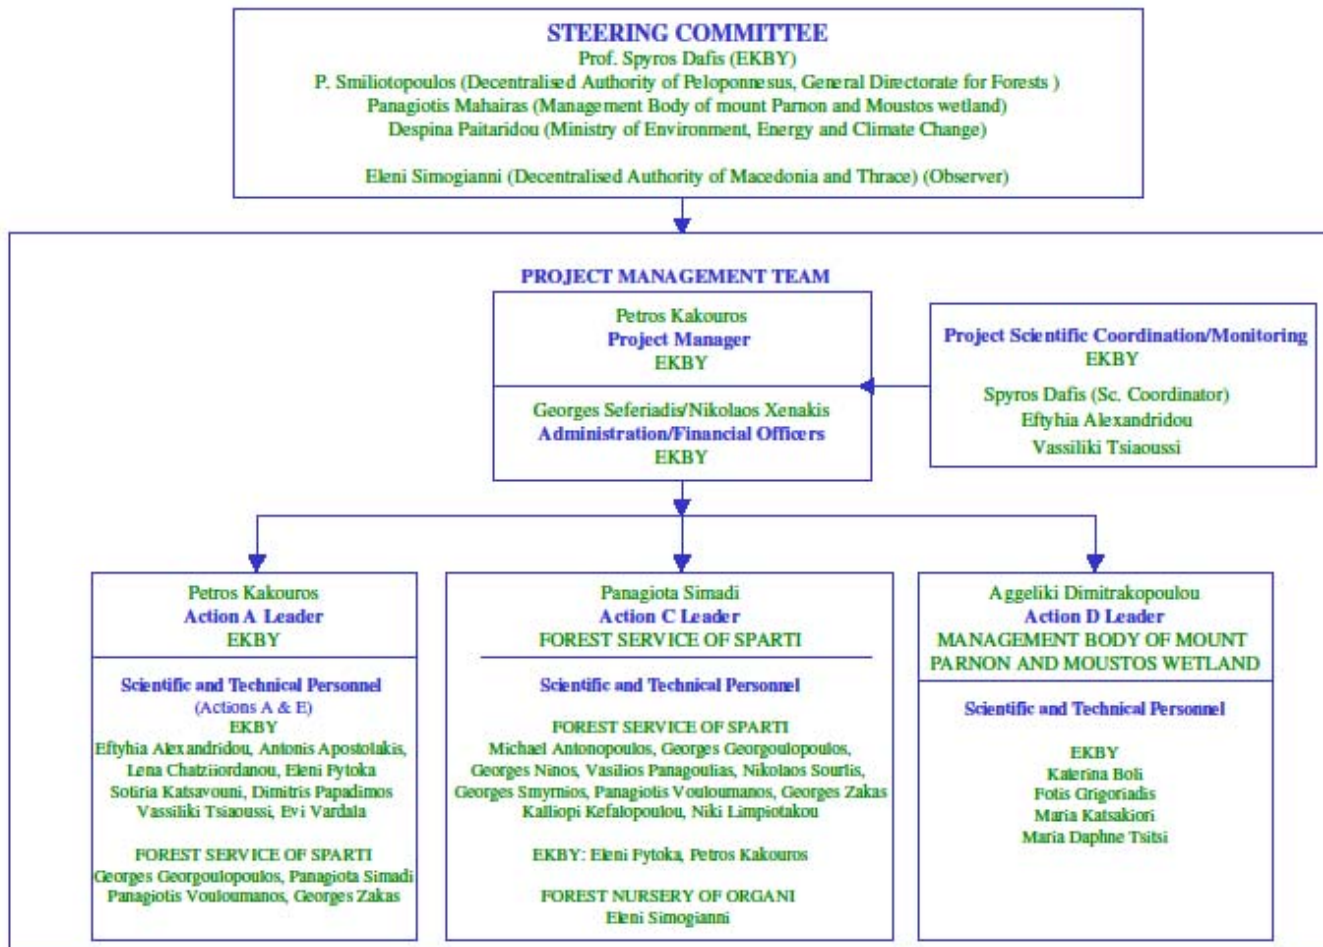 STEERING COMMITTEE
Prof. Spyros Dafis (EKBY)
P. Smiliotopoulos (Decentralised Authority of Peloponnesus, General Directorate for Forests )
Panagiotis Mahairas (Management Body of mount Parnon and Moustos wetland)
Despina Paitaridou (Ministry of Environment, Energy and Climate Change)
Eleni Simogianni (Decentralised Authority of Macedonia and Thrace) (Observer)
PROJECT MANAGEMENT TEAM
Petros Kakouros
Project Manager
EKBY
Georges Seferiadis/Nikolaos Xenakis
Administration/Financial Officers
EKBY
Project Scientific Coordination/Monitoring
EKBY
Spyros Dafis (Sc. Coordinator)
Eftyhia Alexandridou
Vassiliki Tsiaoussi
Petros Kakouros
Action A Leader
EKBY
Scientific and Technical Personnel
(Actions A & E)
EKBY
Eftyhia Alexandridou, Antonis Apostolakis,
Lena Chatziiordanou, Eleni Fytoka
Sotiria Katsavouni, Dimitris Papadimos
Vassiliki Tsiaoussi, Evi Vardala
FOREST SERVICE OF SPARTI
Georges Georgoulopoulos, Panagiota Simadi
Panagiotis Vouloumanos, Georges Zakas
Panagiota Simadi
Action C Leader
FOREST SERVICE OF SPARTI
Scientific and Technical Personnel
FOREST SERVICE OF SPARTI
Michael Antonopoulos, Georges Georgoulopoulos,
Georges Ninos, Vasilios Panagoulias, Nikolaos Sourlis,
Georges Smyrnios, Panagiotis Vouloumanos, Georges Zakas
Kalliopi Kefalopoulou, Niki Limpiotakou
EKBY: Eleni Fytoka, Petros Kakouros
FOREST NURSERY OF ORGANI
Eleni Simogianni
Aggeliki Dimitrakopoulou
Action D Leader
MANAGEMENT BODY OF MOUNT
PARNON AND MOUSTOS WETLAND
Scientific and Technical Personnel
EKBY
Katerina Boli
Fotis Grigoriadis
Maria Katsakiori
Maria Daphne Tsitsi